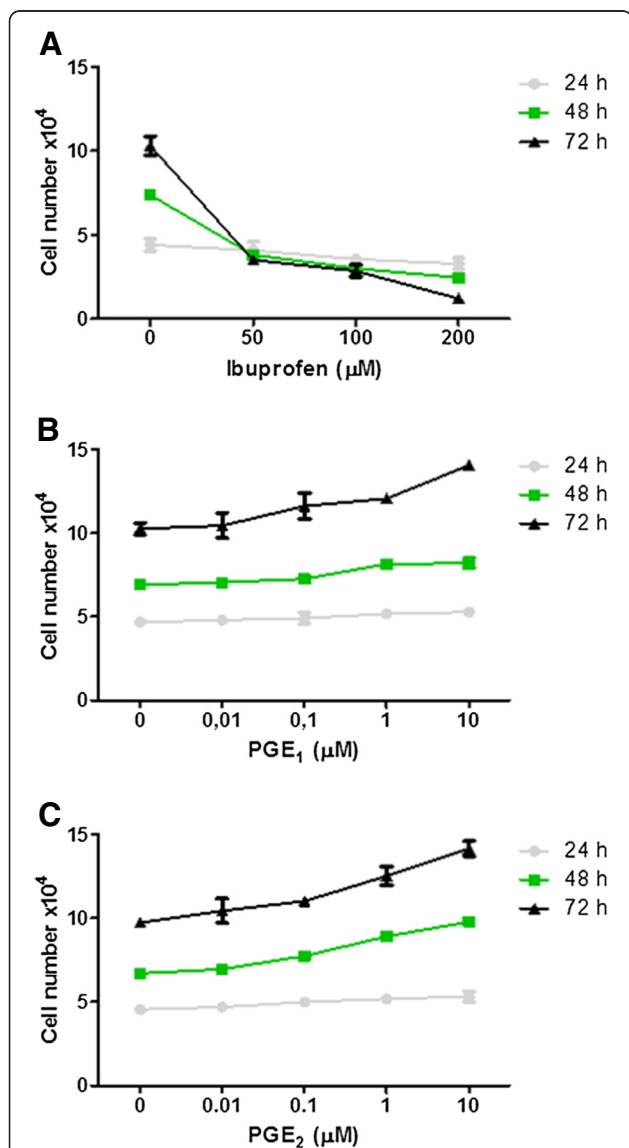 A
15
10
5
0
Cell number x10⁴
0 50 100 200
Ibuprofen (µM)
24 h
48 h
72 h
B
15
10
5
0
Cell number x10⁴
0 0,01 0,1 1 10
PGE₁ (µM)
24 h
48 h
72 h
C
15
10
5
0
Cell number x10⁴
0 0.01 0.1 1 10
PGE₂ (µM)
24 h
48 h
72 h